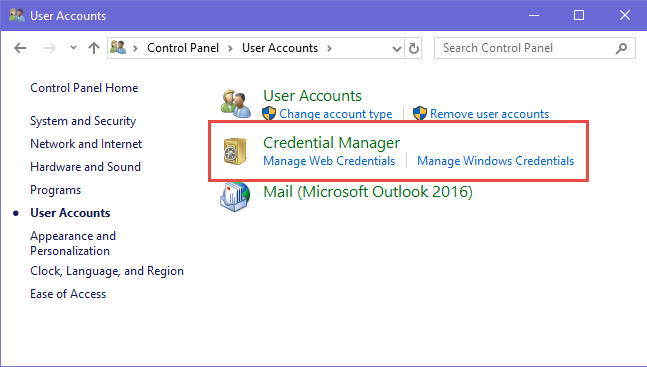 User Accounts
Control Panel > User Accounts >
Search Control Panel
Control Panel Home
System and Security
Network and Internet
Hardware and Sound
Programs
User Accounts
Appearance and
Personalization
Clock, Language, and Region
Ease of Access
User Accounts
Change account type
Remove user accounts
Credential Manager
Manage Web Credentials
Manage Windows Credentials
Mail (Microsoft Outlook 2016)